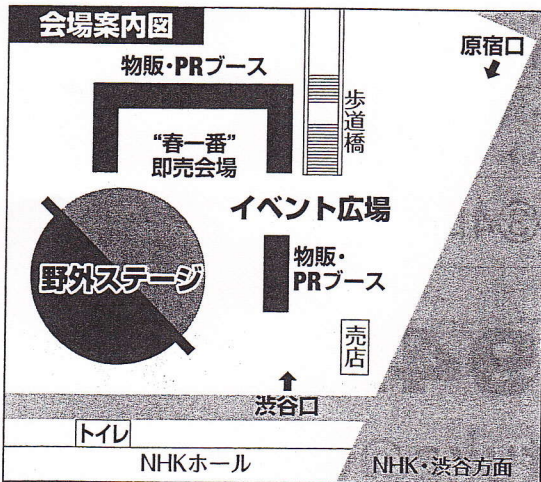 会場案内図
原宿口
物販・PRブース
歩道橋
“春一番”
即売会場
イベント広場
野外ステージ
物販・
PRブース
売店
渋谷口
トイレ
NHKホール
NHK・渋谷方面